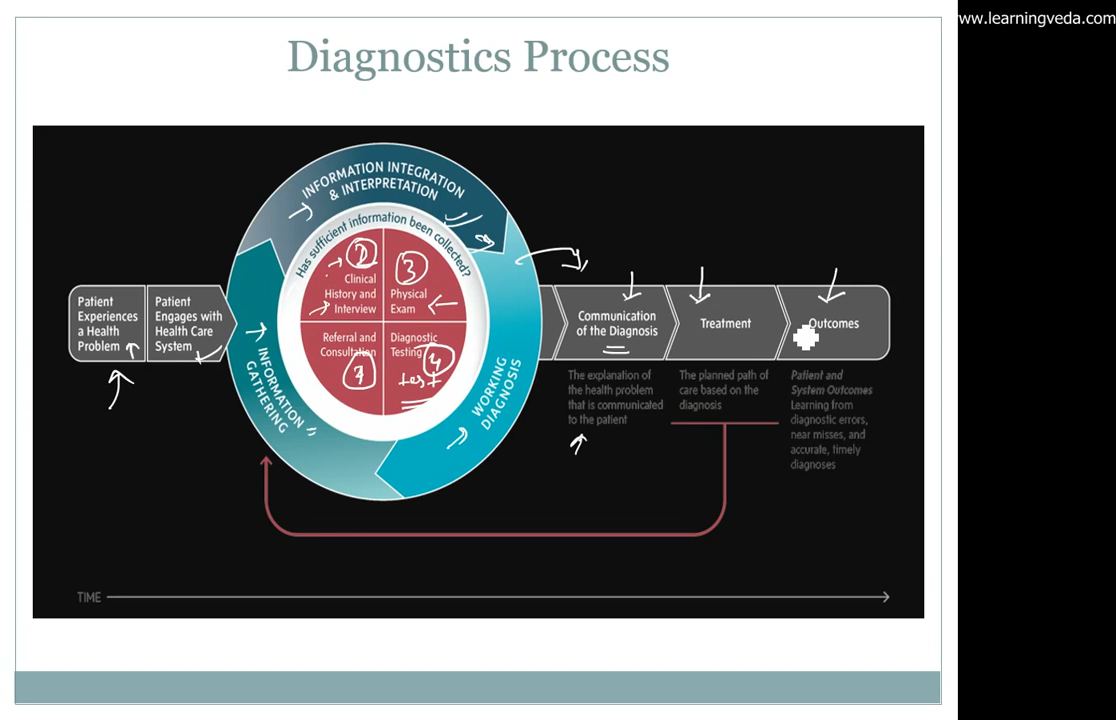 www.learningveda.com
Diagnostics Process
INFORMATION INTEGRATION
& INTERPRETATION
Has sufficient information been collected?
Clinical
History and
Interview
Physical
Exam
Referral and
Consultation
Diagnostic
Testing
3
4
test
INFORMATION
GATHERING
WORKING
DIAGNOSIS
Patient
Experiences
a Health
Problem
Patient
Engages with
Health Care
System
Communication
of the Diagnosis
Treatment
Outcomes
The explanation of
the health problem
that is communicated
to the patient
The planned path of
care based on the
diagnosis
Patient and
System Outcomes
Learning from
diagnostic errors,
near misses, and
accurate, timely
diagnoses
TIME